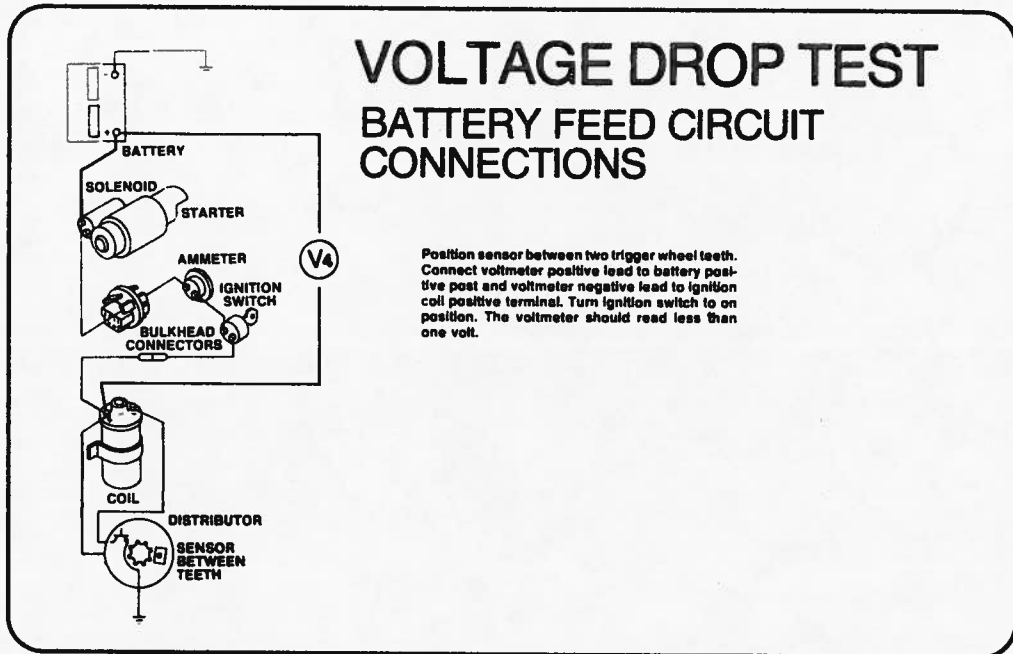 VOLTAGE DROP TEST
BATTERY FEED CIRCUIT
CONNECTIONS
Position sensor between two trigger wheel teeth.
Connect voltmeter positive lead to battery posi-
tive post and voltmeter negative lead to ignition
coil positive terminal. Turn ignition switch to on
position. The voltmeter should read less than
one volt.
-
+
BATTERY
SOLENOID
STARTER
V4
AMMETER
IGNITION
SWITCH
BULKHEAD
CONNECTORS
COIL
DISTRIBUTOR
SENSOR
BETWEEN
TEETH